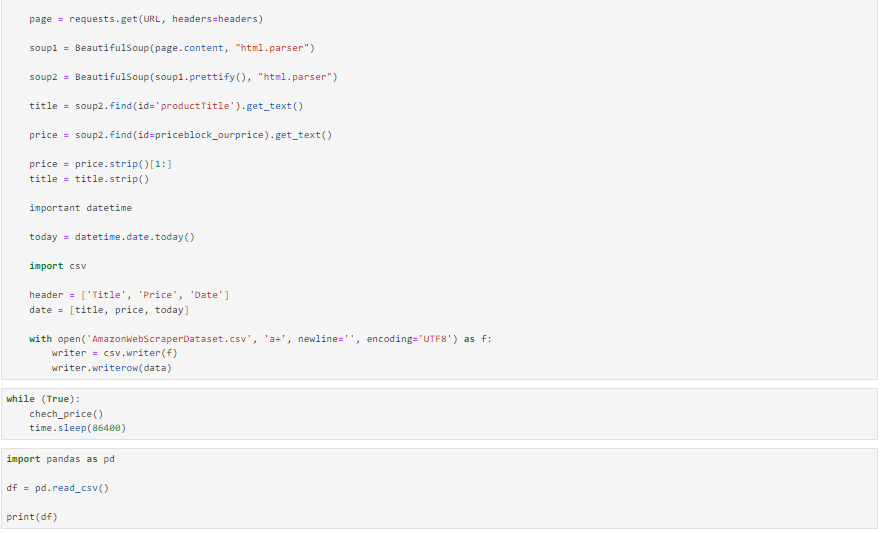 page = requests.get(URL, headers=headers)
soup1 = BeautifulSoup(page.content, "html.parser")
soup2 = BeautifulSoup(soup1.prettify(), "html.parser")
title = soup2.find(id='productTitle').get_text()
price = soup2.find(id=priceblock_ourprice).get_text()
price = price.strip()[1:]
title = title.strip()
important datetime
today = datetime.date.today()
import csv
header = ['Title', 'Price', 'Date']
date = [title, price, today]
with open('AmazonWebScraperDataset.csv', 'a+', newline='', encoding='UTF8') as f:
writer = csv.writer(f)
writer.writerow(data)
while (True):
chech_price()
time.sleep(86400)
import pandas as pd
df = pd.read_csv()
print(df)